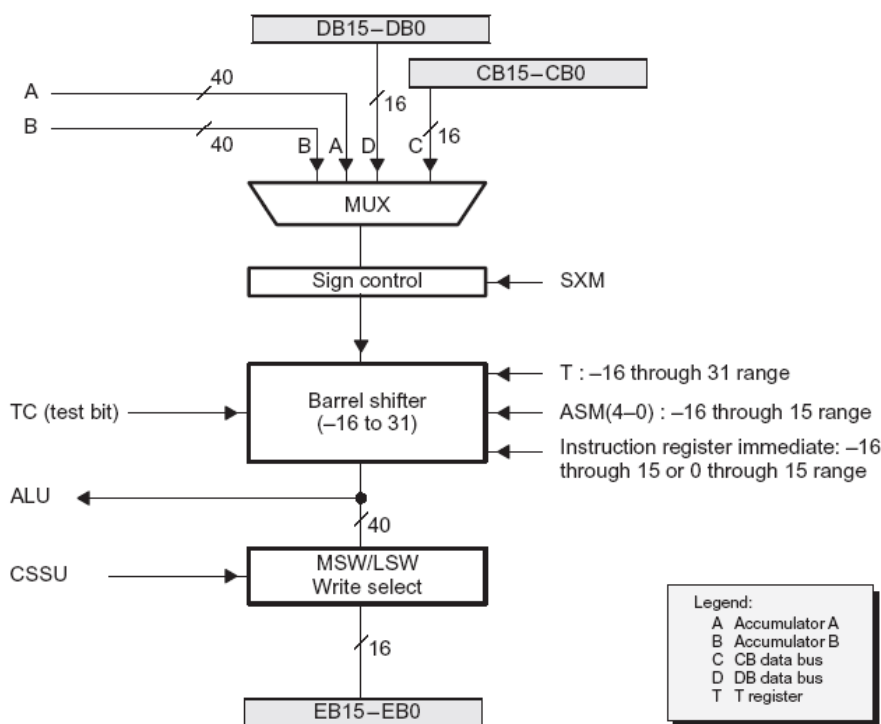 DB15–DB0
CB15–CB0
A
40
16
B
40
16
B A D C
MUX
Sign control
SXM
T : –16 through 31 range
TC (test bit)
Barrel shifter
(–16 to 31)
ASM(4–0) : –16 through 15 range
Instruction register immediate: –16
through 15 or 0 through 15 range
ALU
40
CSSU
MSW/LSW
Write select
16
EB15–EB0
Legend:
A Accumulator A
B Accumulator B
C CB data bus
D DB data bus
T T register